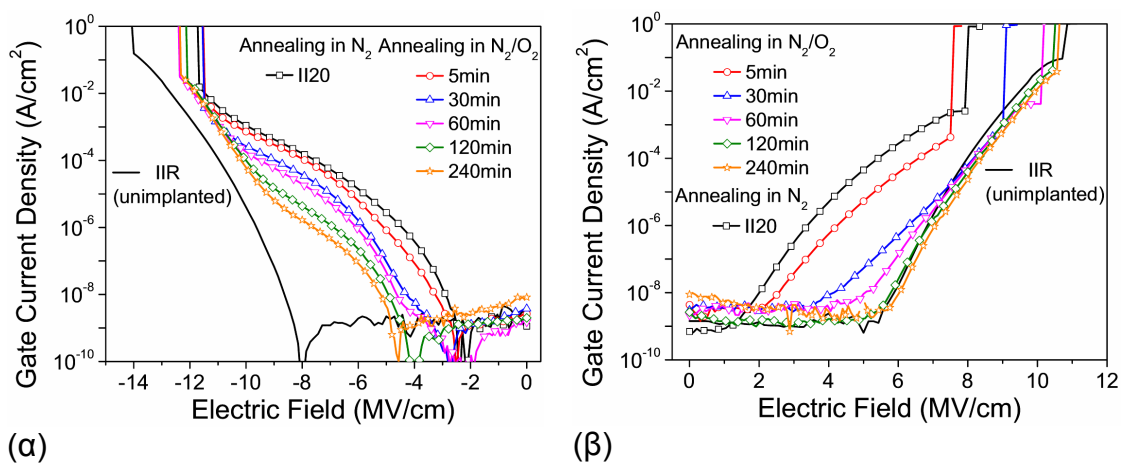 Annealing in N2 Annealing in N2/O2
II20
5min
30min
60min
120min
240min
IIR
(unimplanted)
Gate Current Density (A/cm2)
10^0
10^-2
10^-4
10^-6
10^-8
10^-10
-14 -12 -10 -8 -6 -4 -2 0
Electric Field (MV/cm)
(α)
Annealing in N2/O2
5min
30min
60min
120min
240min
Annealing in N2
II20
IIR
(unimplanted)
Gate Current Density (A/cm2)
10^0
10^-2
10^-4
10^-6
10^-8
10^-10
0 2 4 6 8 10 12
Electric Field (MV/cm)
(β)